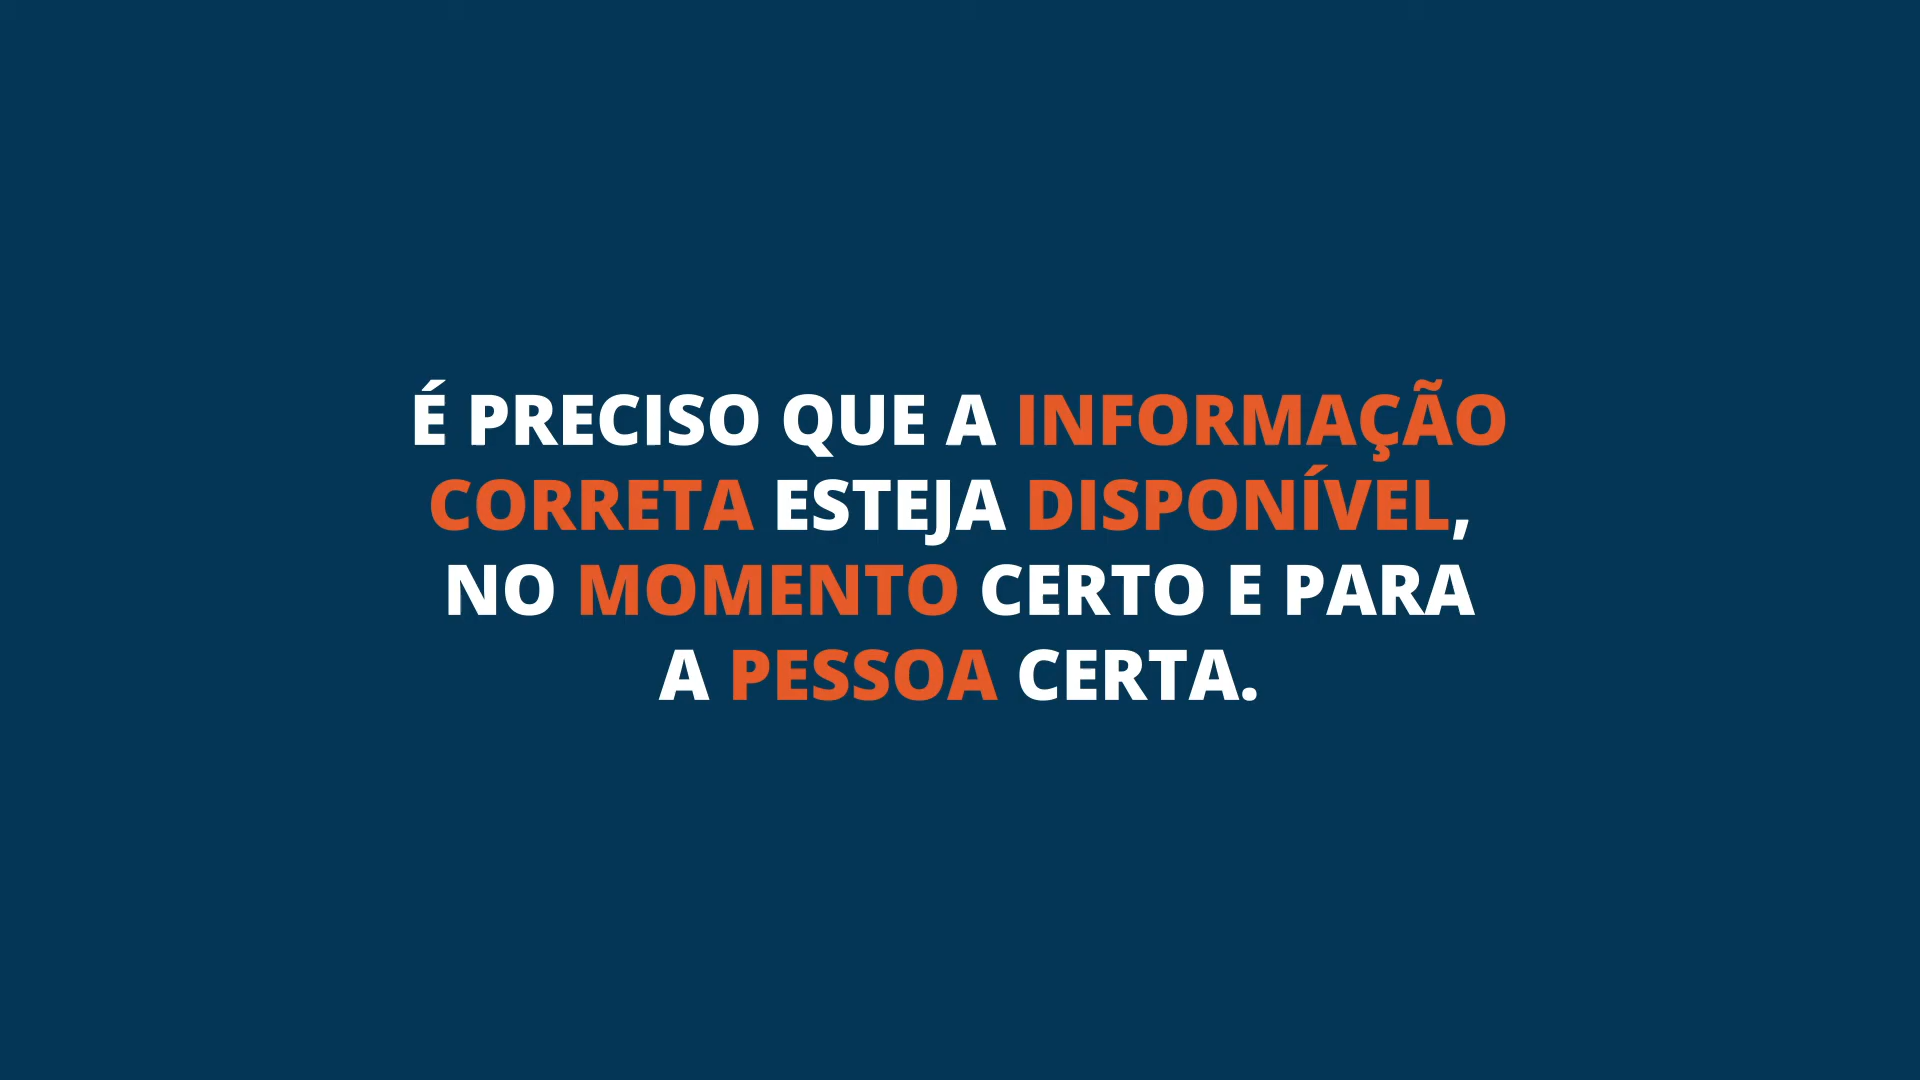 É PRECISO QUE A INFORMAÇÃO
CORRETA ESTEJA DISPONÍVEL,
NO MOMENTO CERTO E PARA
A PESSOA CERTA.